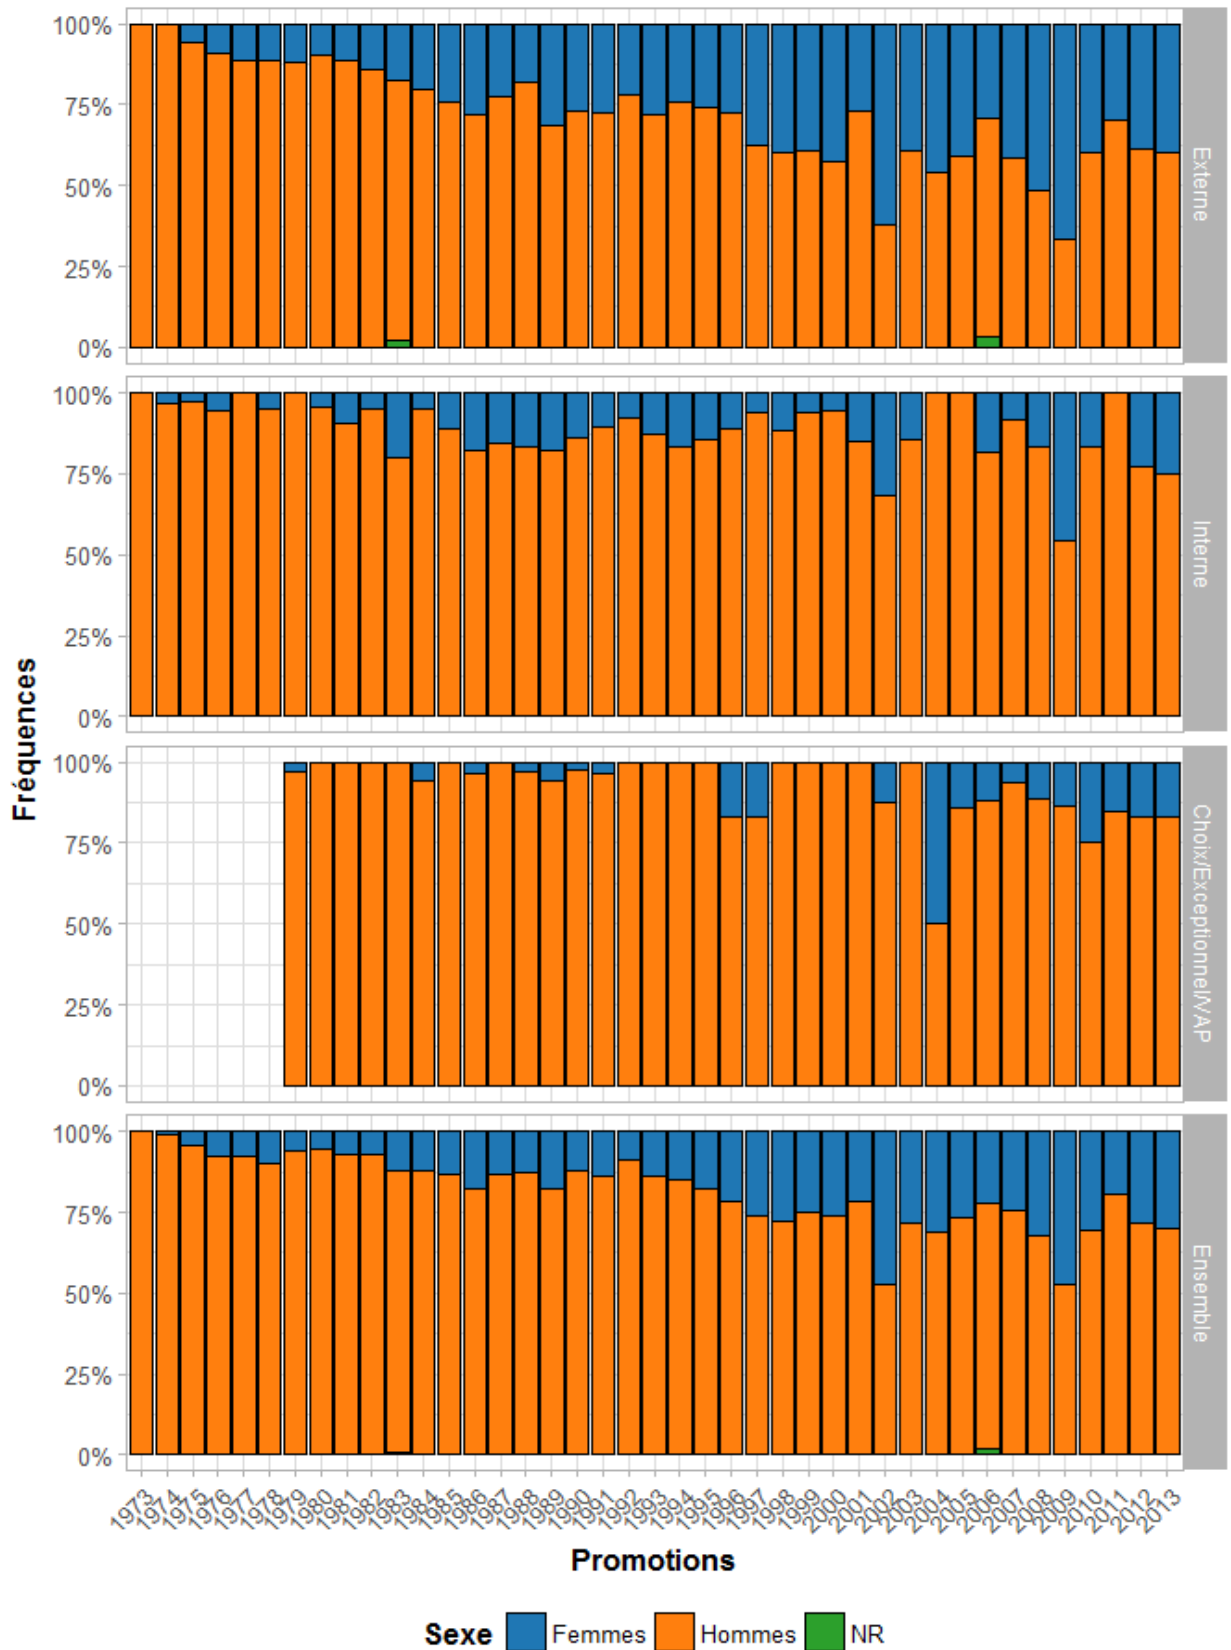 100%
75%
50%
25%
0%
Externe
100%
75%
50%
25%
0%
Interne
100%
75%
50%
25%
0%
Choix/Exceptionnel/VAP
100%
75%
50%
25%
0%
Ensemble
Fréquences
1973 1974 1975 1976 1977 1978 1979 1980 1981 1982 1983 1984 1985 1986 1987 1988 1989 1990 1991 1992 1993 1994 1995 1996 1997 1998 1999 2000 2001 2002 2003 2004 2005 2006 2007 2008 2009 2010 2011 2012 2013
Promotions
Sexe Femmes Hommes NR